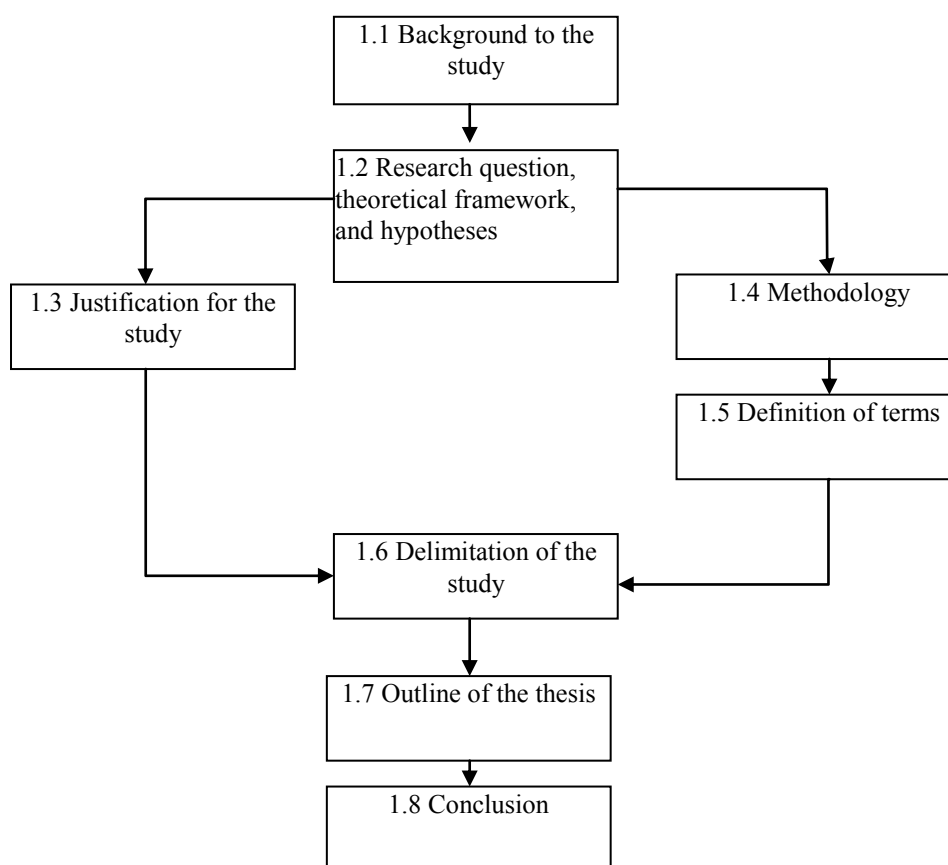 1.1 Background to the
study
1.2 Research question,
theoretical framework,
and hypotheses
1.3 Justification for the
study
1.4 Methodology
1.5 Definition of terms
1.6 Delimitation of the
study
1.7 Outline of the thesis
1.8 Conclusion